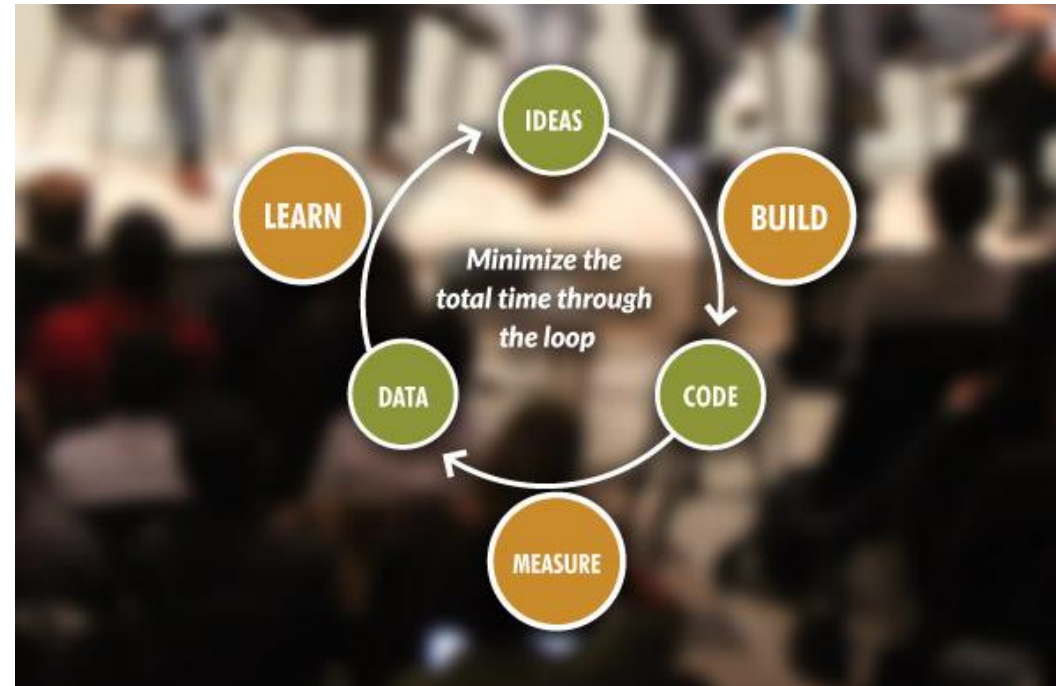 IDEAS
LEARN
BUILD
Minimize the
total time through
the loop
DATA
CODE
MEASURE